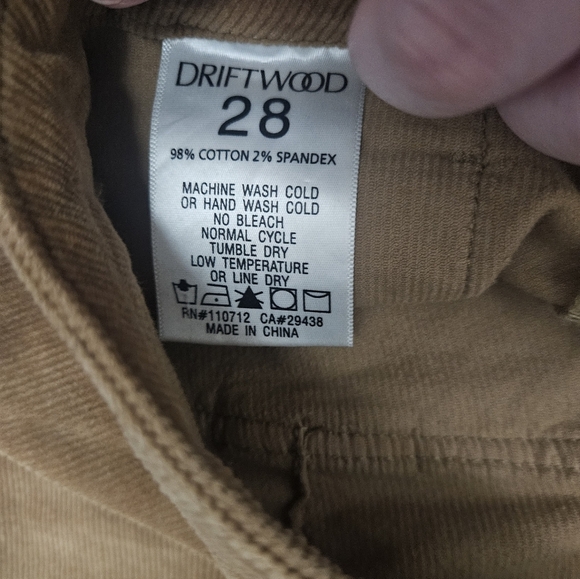 DRIFTWOOD
28
98% COTTON 2% SPANDEX
MACHINE WASH COLD
OR HAND WASH COLD
NO BLEACH
NORMAL CYCLE
TUMBLE DRY
LOW TEMPERATURE
OR LINE DRY
RN#110712 CA#29438
MADE IN CHINA